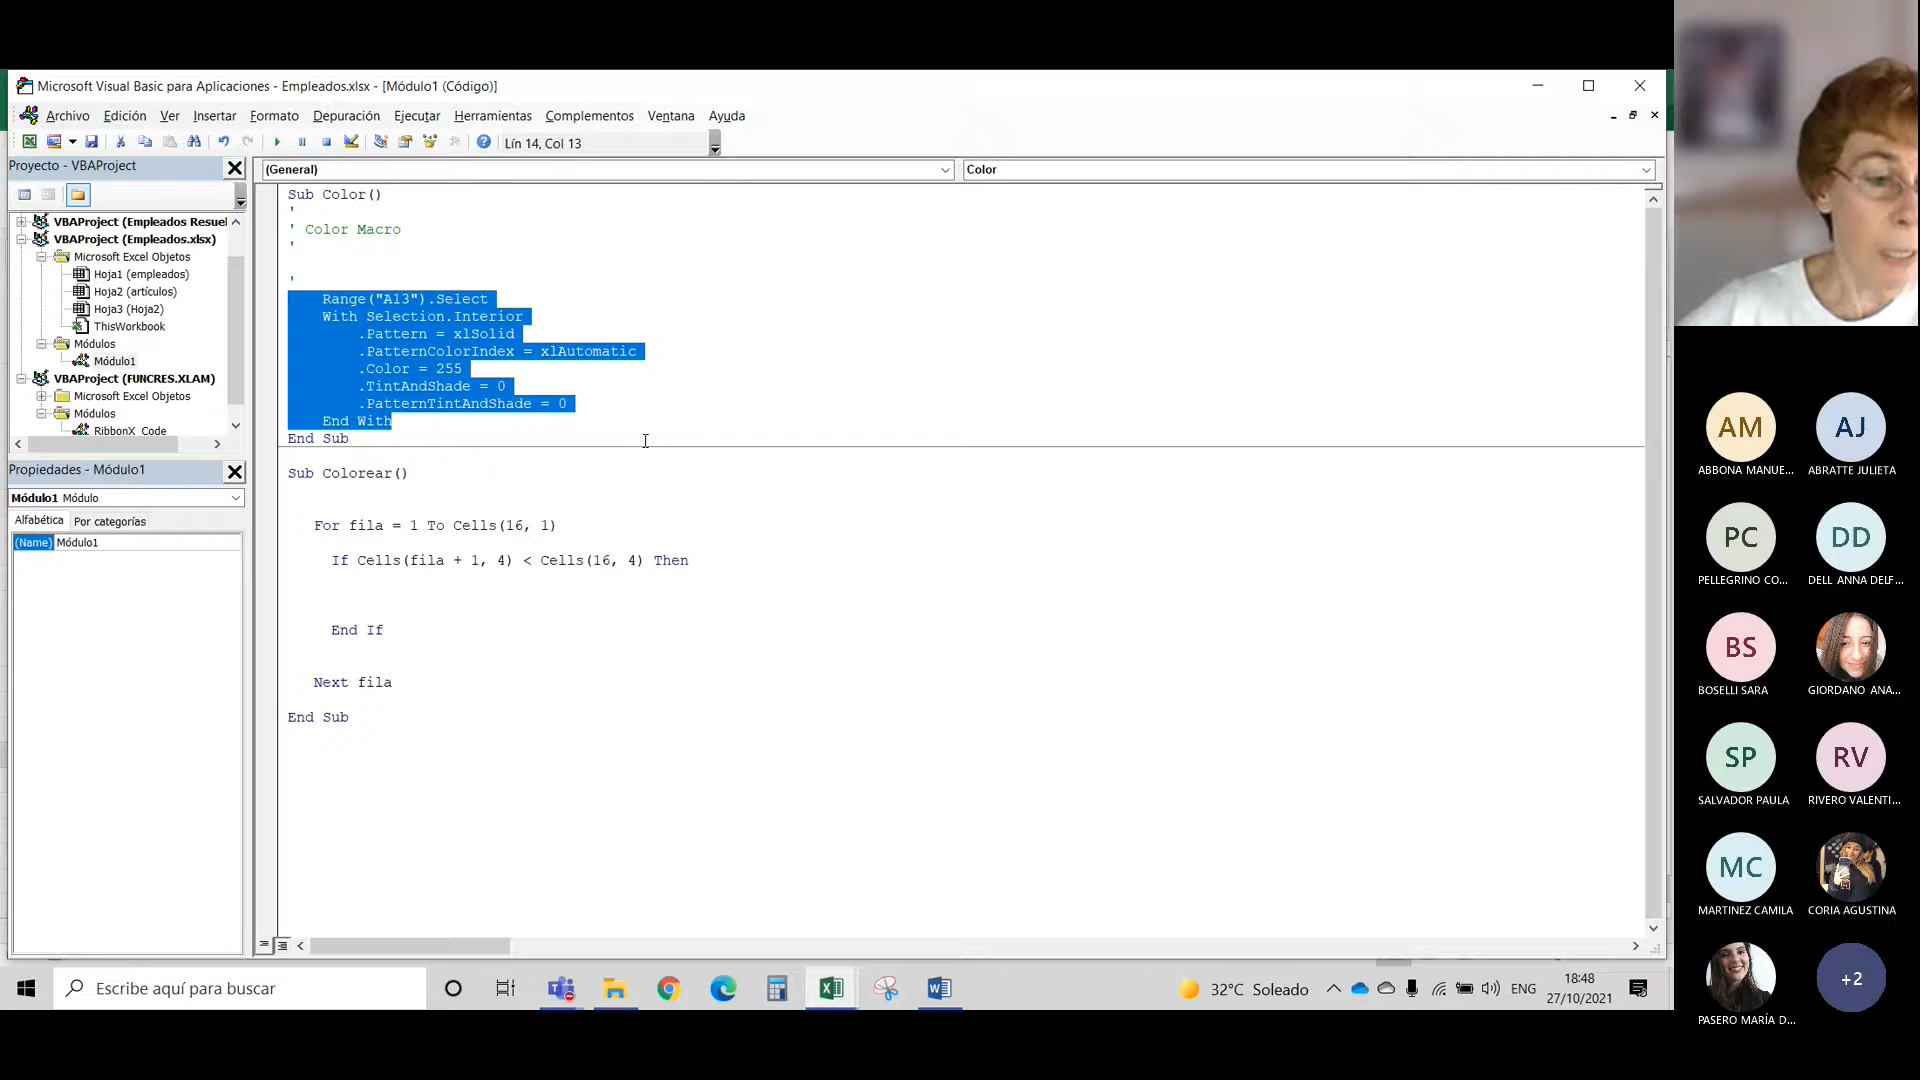 Microsoft Visual Basic para Aplicaciones - Empleados.xlsx - [Módulo1 (Código)]
Archivo Edición Ver Insertar Formato Depuración Ejecutar Herramientas Complementos Ventana Ayuda
Lín 14, Col 13
Proyecto - VBAProject
(General)
Color
VBAProject (Empleados Resuel
VBAProject (Empleados.xlsx)
Microsoft Excel Objetos
Hoja1 (empleados)
Hoja2 (artículos)
Hoja3 (Hoja2)
ThisWorkbook
Módulos
Módulo1
VBAProject (FUNCRES.XLAM)
Microsoft Excel Objetos
Módulos
RibbonX_Code
Propiedades - Módulo1
Módulo1 Módulo
Alfabética Por categorías
(Name) Módulo1
Sub Color()
'
' Color Macro
'
'
Range("A13").Select
With Selection.Interior
.Pattern = xlSolid
.PatternColorIndex = xlAutomatic
.Color = 255
.TintAndShade = 0
.PatternTintAndShade = 0
End With
End Sub
Sub Colorear()
For fila = 1 To Cells(16, 1)
If Cells(fila + 1, 4) < Cells(16, 4) Then
End If
Next fila
End Sub
AM
ABBONA MANUE...
AJ
ABRATTE JULIETA
PC
PELLEGRINO CO...
DD
DELL ANNA DELF...
BS
BOSELLI SARA
GIORDANO ANA...
SP
SALVADOR PAULA
RV
RIVERO VALENTI...
MC
MARTINEZ CAMILA
CORIA AGUSTINA
PASERO MARÍA D...
+2
Escribe aquí para buscar
32°C Soleado
ENG
18:48
27/10/2021